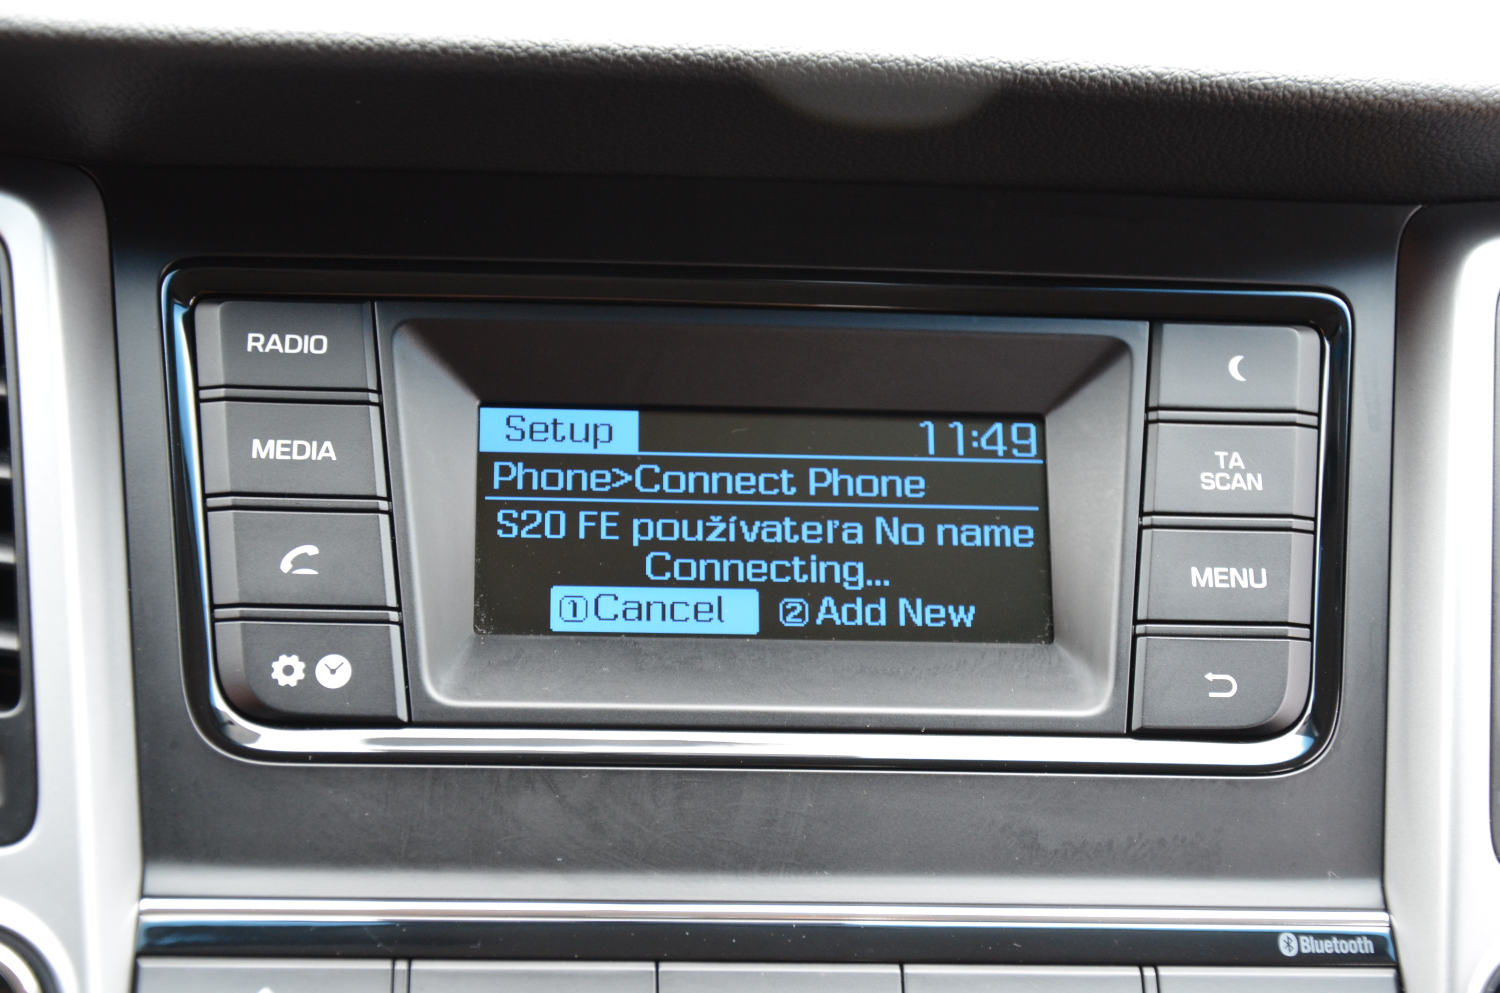 RADIO
MEDIA
Setup 11:49
Phone>Connect Phone
S20 FE používateľa No name
Connecting...
①Cancel ②Add New
TA
SCAN
MENU
Bluetooth